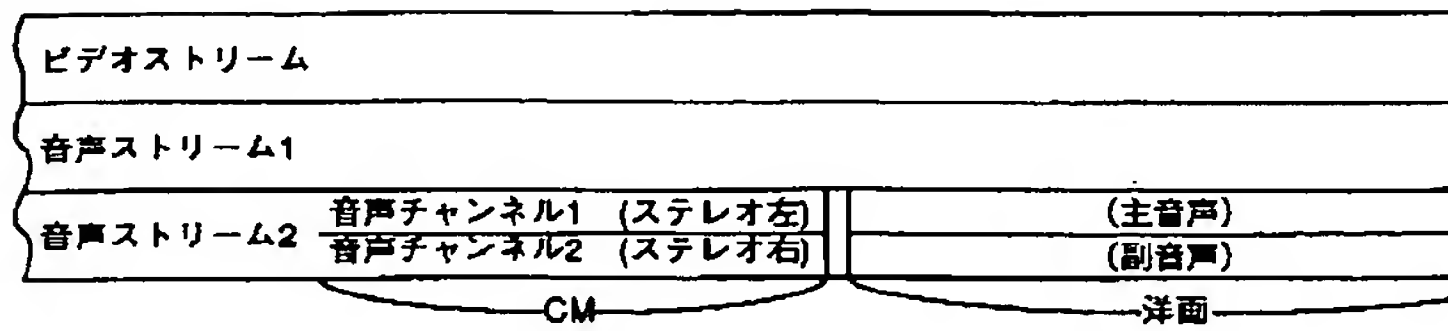 ビデオストリーム
音声ストリーム1
音声ストリーム2
音声チャンネル1 (ステレオ左)
(主音声)
音声チャンネル2 (ステレオ右)
(副音声)
CM
洋画